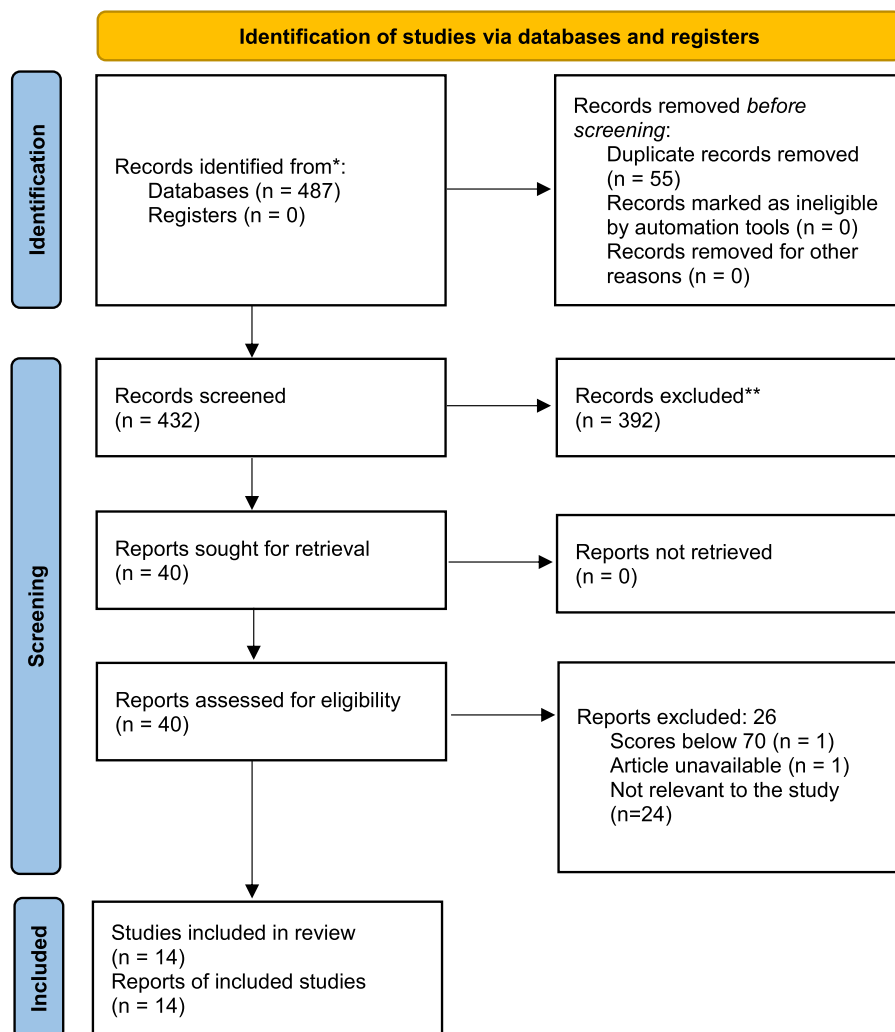 Identification of studies via databases and registers
Identification
Records identified from*:
Databases (n = 487)
Registers (n = 0)
Records removed before
screening:
Duplicate records removed
(n = 55)
Records marked as ineligible
by automation tools (n = 0)
Records removed for other
reasons (n = 0)
Screening
Records screened
(n = 432)
Records excluded**
(n = 392)
Reports sought for retrieval
(n = 40)
Reports not retrieved
(n = 0)
Reports assessed for eligibility
(n = 40)
Reports excluded: 26
Scores below 70 (n = 1)
Article unavailable (n = 1)
Not relevant to the study
(n=24)
Included
Studies included in review
(n = 14)
Reports of included studies
(n = 14)